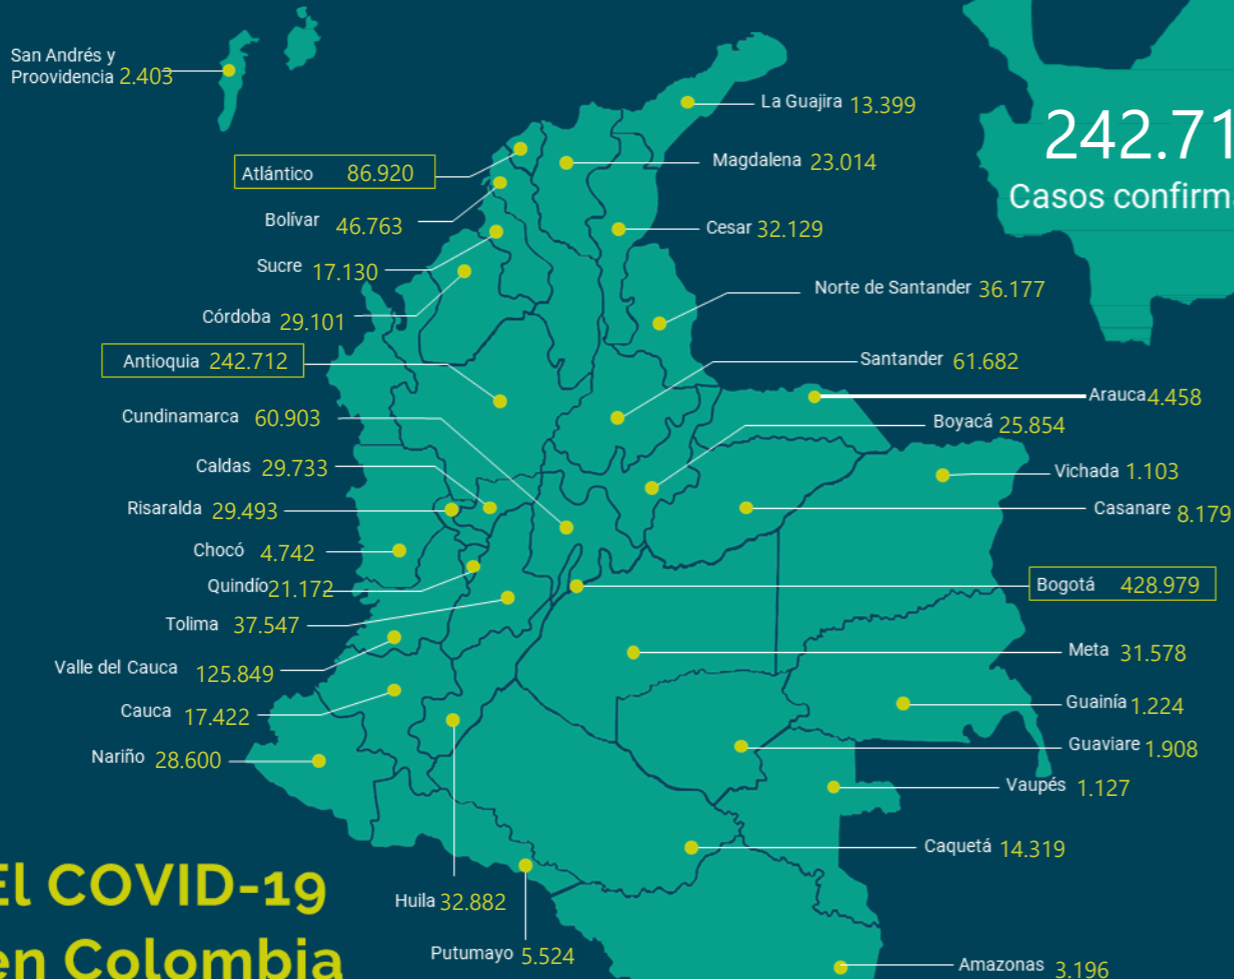 San Andrés y
Proovidencia 2.403
La Guajira 13.399
242.71
Casos confirm
Atlántico 86.920
Magdalena 23.014
Bolívar 46.763
Cesar 32.129
Sucre 17.130
Norte de Santander 36.177
Córdoba 29.101
Antioquia 242.712
Santander 61.682
Arauca 4.458
Cundinamarca 60.903
Boyacá 25.854
Caldas 29.733
Vichada 1.103
Risaralda 29.493
Casanare 8.179
Chocó 4.742
Quindío 21.172
Bogotá 428.979
Tolima 37.547
Meta 31.578
Valle del Cauca 125.849
Guainía 1.224
Cauca 17.422
Guaviare 1.908
Nariño 28.600
Vaupés 1.127
Caquetá 14.319
Huila 32.882
Putumayo 5.524
Amazonas 3.196
El COVID-19
en Colombia